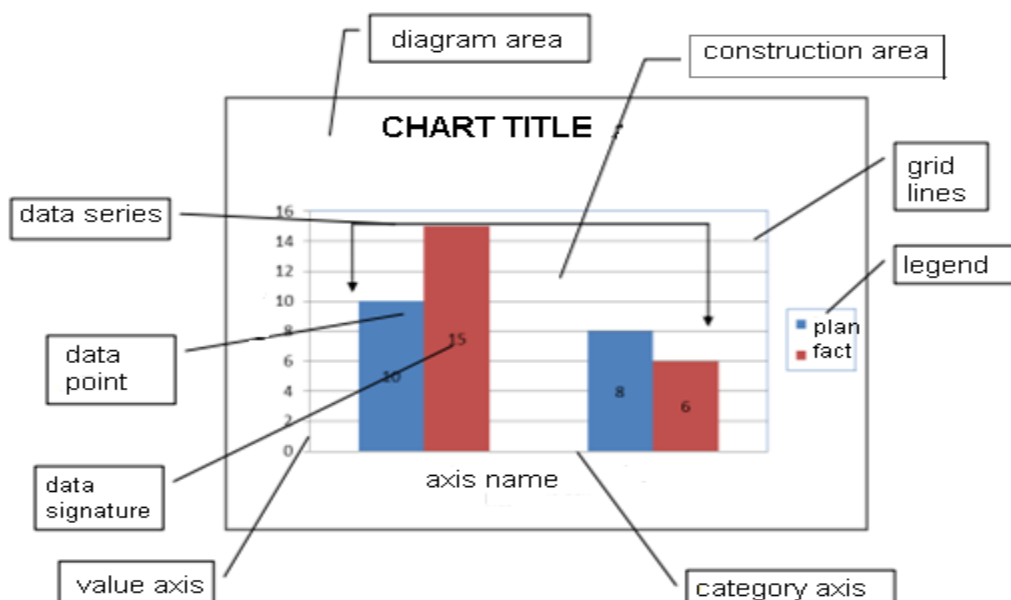 diagram area
construction area
CHART TITLE
grid
lines
data series
legend
16
14
12
10
8
6
4
2
0
plan
fact
data
point
15
10
8
6
axis name
data
signature
value axis
category axis